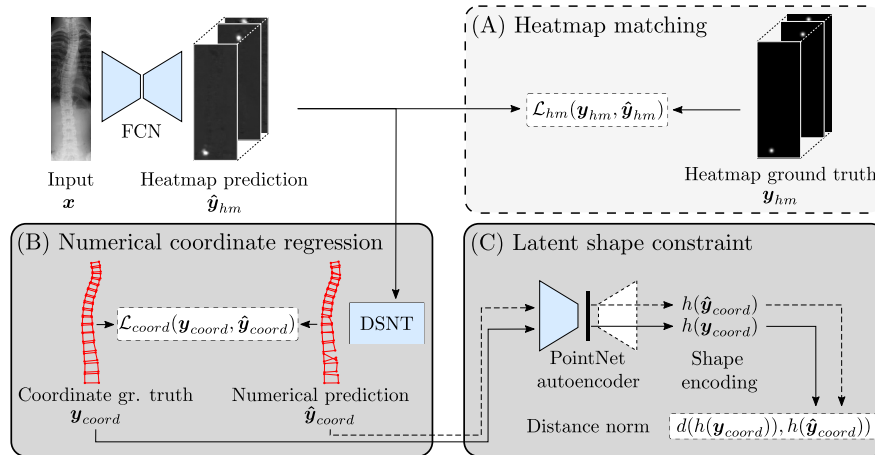 FCN
Input
x
Heatmap prediction
ŷ_hm
(A) Heatmap matching
ℒ_hm(y_hm, ŷ_hm)
Heatmap ground truth
y_hm
(B) Numerical coordinate regression
ℒ_coord(y_coord, ŷ_coord)
DSNT
Coordinate gr. truth
y_coord
Numerical prediction
ŷ_coord
(C) Latent shape constraint
h(ŷ_coord)
h(y_coord)
PointNet
autoencoder
Shape
encoding
Distance norm
d(h(y_coord)), h(ŷ_coord))